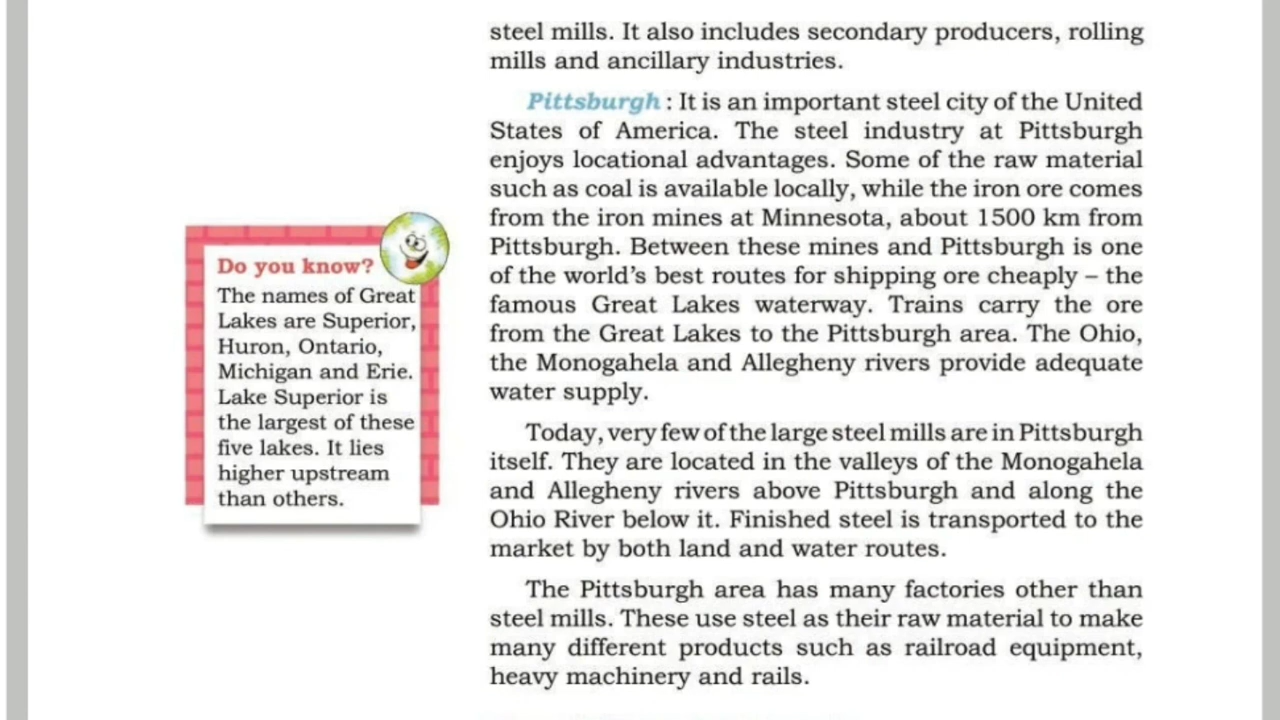 steel mills. It also includes secondary producers, rolling
mills and ancillary industries.
Pittsburgh : It is an important steel city of the United
States of America. The steel industry at Pittsburgh
enjoys locational advantages. Some of the raw material
such as coal is available locally, while the iron ore comes
from the iron mines at Minnesota, about 1500 km from
Pittsburgh. Between these mines and Pittsburgh is one
of the world's best routes for shipping ore cheaply – the
famous Great Lakes waterway. Trains carry the ore
from the Great Lakes to the Pittsburgh area. The Ohio,
the Monogahela and Allegheny rivers provide adequate
water supply.
Today, very few of the large steel mills are in Pittsburgh
itself. They are located in the valleys of the Monogahela
and Allegheny rivers above Pittsburgh and along the
Ohio River below it. Finished steel is transported to the
market by both land and water routes.
The Pittsburgh area has many factories other than
steel mills. These use steel as their raw material to make
many different products such as railroad equipment,
heavy machinery and rails.
Do you know?
The names of Great
Lakes are Superior,
Huron, Ontario,
Michigan and Erie.
Lake Superior is
the largest of these
five lakes. It lies
higher upstream
than others.